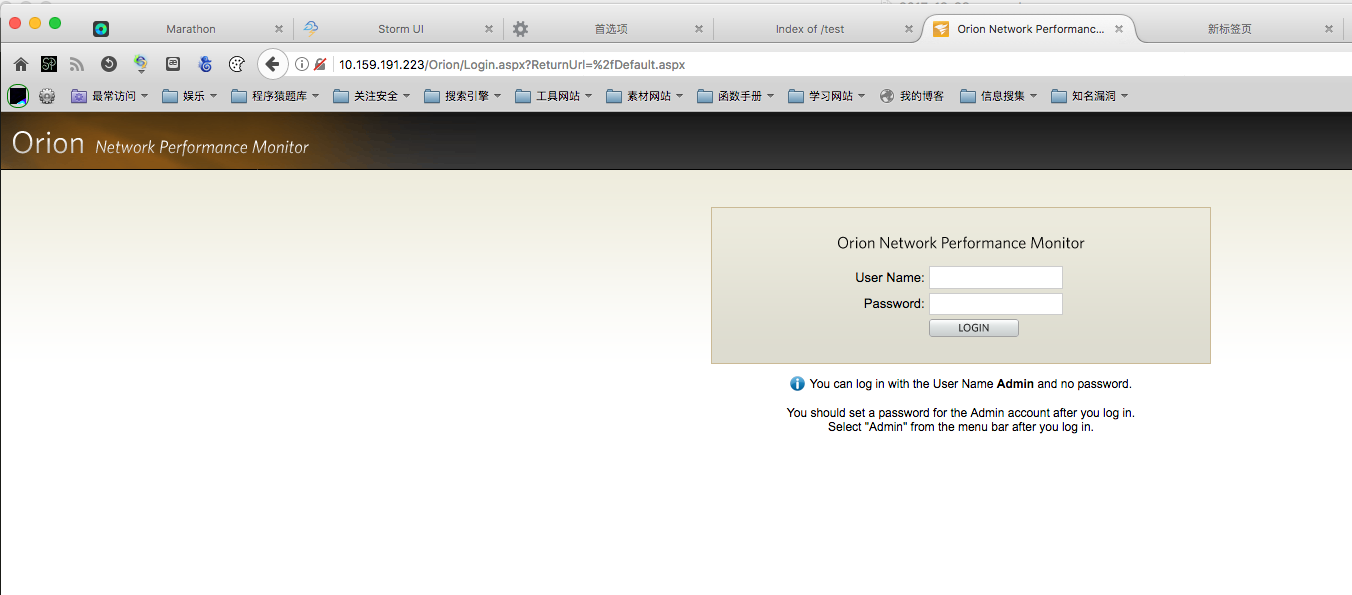 Marathon
Storm UI
首选项
Index of /test
Orion Network Performanc...
新标签页
10.159.191.223/Orion/Login.aspx?ReturnUrl=%2fDefault.aspx
最常访问
娱乐
程序猿题库
关注安全
搜索引擎
工具网站
素材网站
函数手册
学习网站
我的博客
信息搜集
知名漏洞
Orion Network Performance Monitor
Orion Network Performance Monitor
User Name:
Password:
LOGIN
You can log in with the User Name Admin and no password.
You should set a password for the Admin account after you log in.
Select "Admin" from the menu bar after you log in.